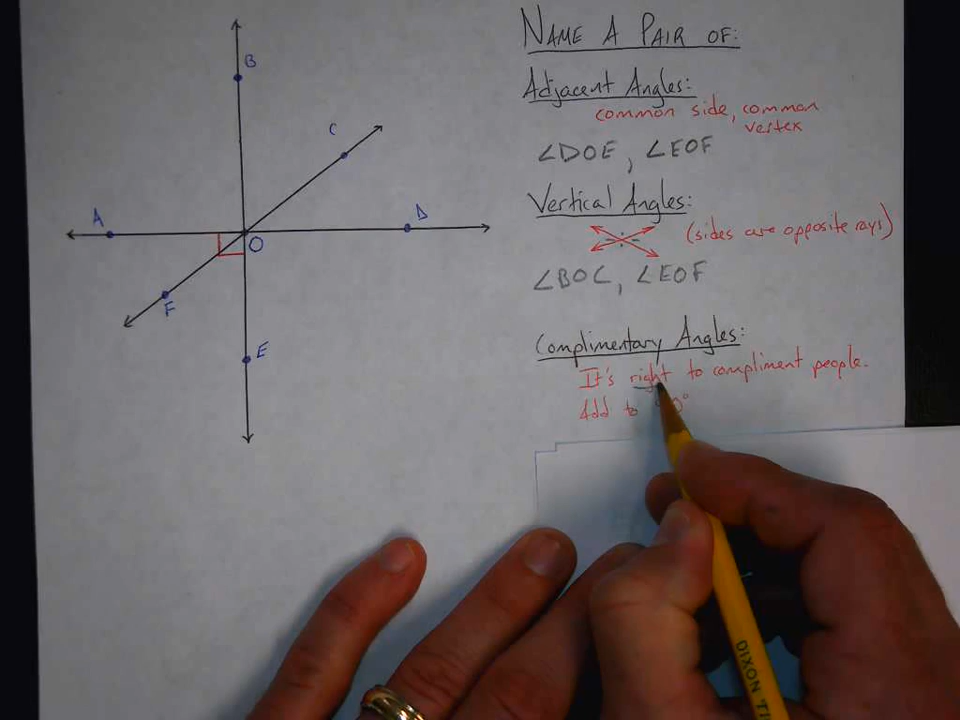 NAME A PAIR OF:
Adjacent Angles:
common side, common
vertex
∠DOE, ∠EOF
Vertical Angles:
(sides are opposite rays)
∠BOC, ∠EOF
Complimentary Angles:
It's right to compliment people.
Add to
B
C
A
D
O
F
E
DIXON